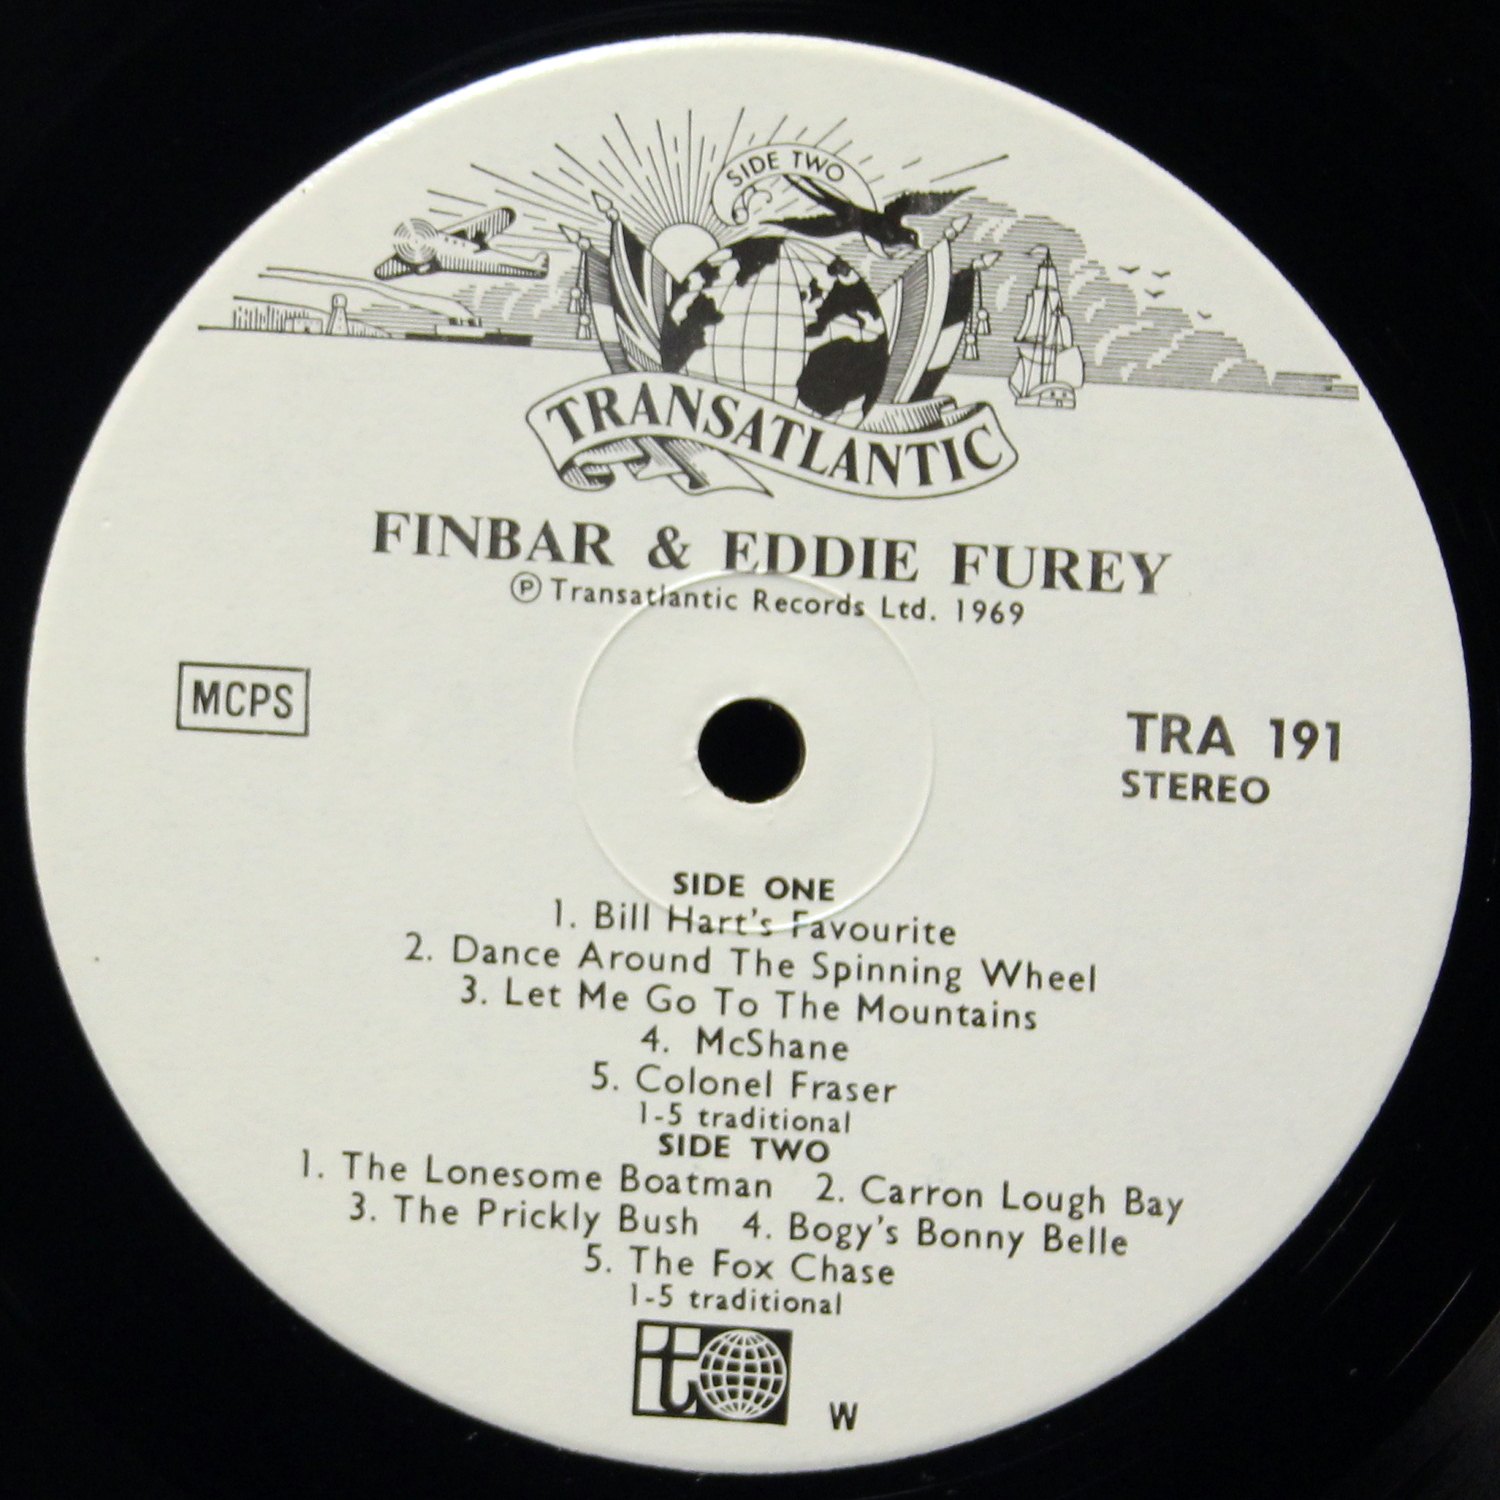 SIDE TWO
TRANSATLANTIC
FINBAR & EDDIE FUREY
Ⓟ Transatlantic Records Ltd. 1969
MCPS
TRA 191
STEREO
SIDE ONE
1. Bill Hart's Favourite
2. Dance Around The Spinning Wheel
3. Let Me Go To The Mountains
4. McShane
5. Colonel Fraser
1-5 traditional
SIDE TWO
1. The Lonesome Boatman 2. Carron Lough Bay
3. The Prickly Bush 4. Bogy's Bonny Belle
5. The Fox Chase
1-5 traditional
it
W